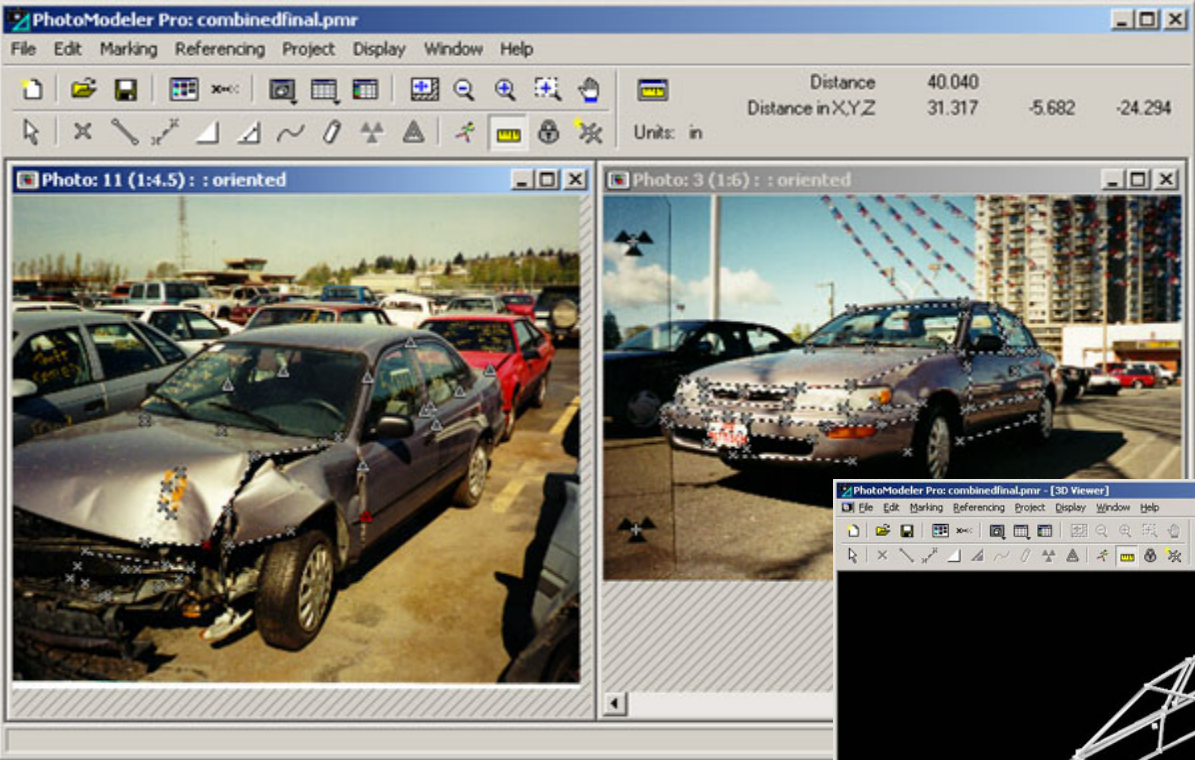 PhotoModeler Pro: combinedfinal.pmr
File Edit Marking Referencing Project Display Window Help
Distance 40.040
Distance in X,Y,Z 31.317 -5.682 -24.294
Units: in
Photo: 11 (1:4.5) : : oriented
Photo: 3 (1:6) : : oriented
PhotoModeler Pro: combinedfinal.pmr - [3D Viewer]
File Edit Marking Referencing Project Display Window Help